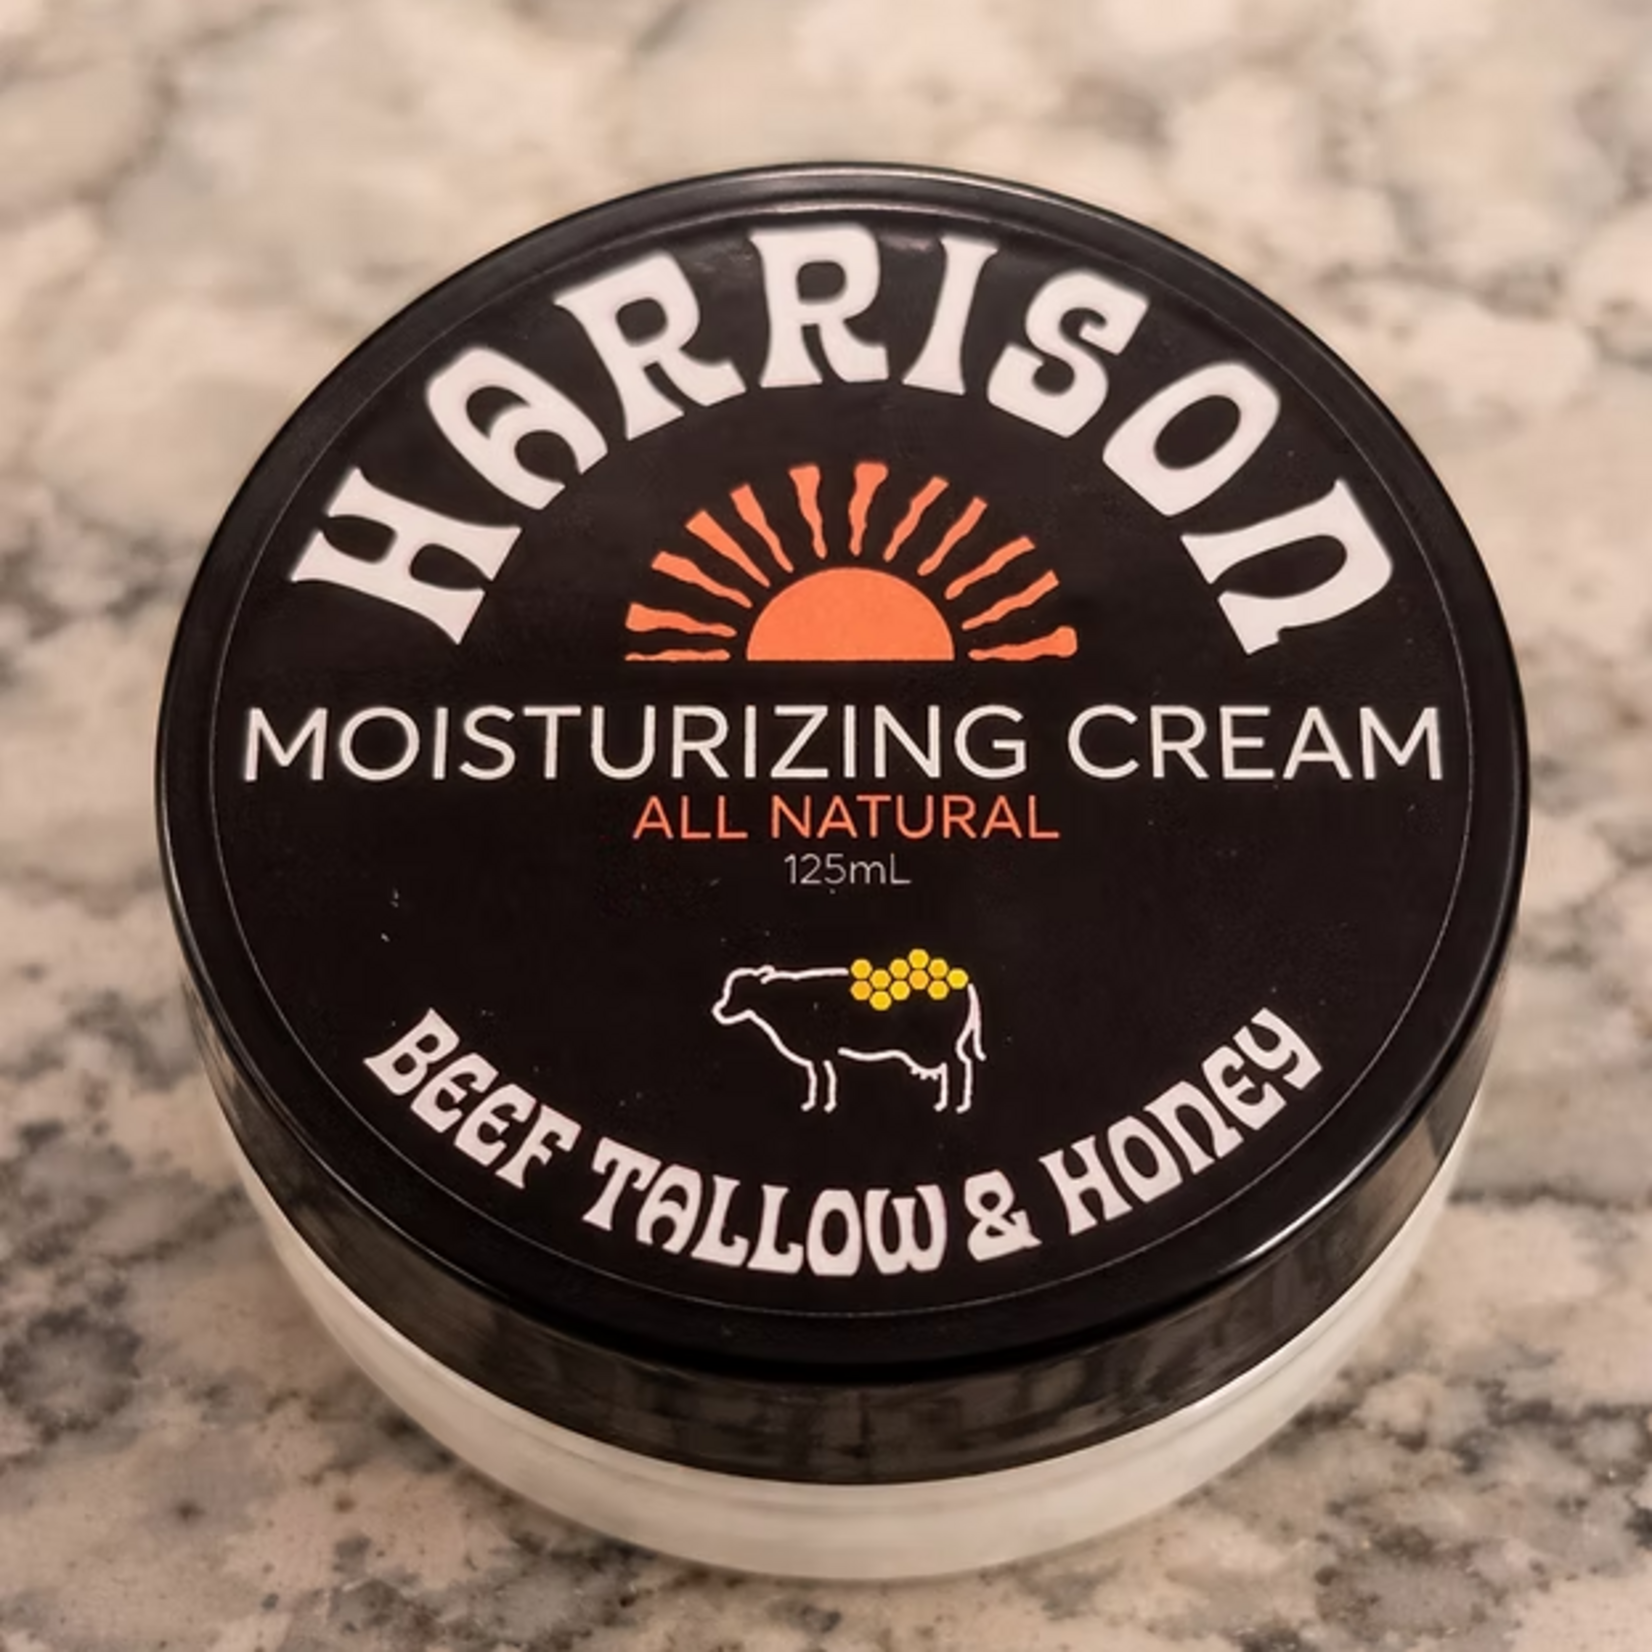 HARRISON
MOISTURIZING CREAM
ALL NATURAL
125mL
BEEF TALLOW & HONEY